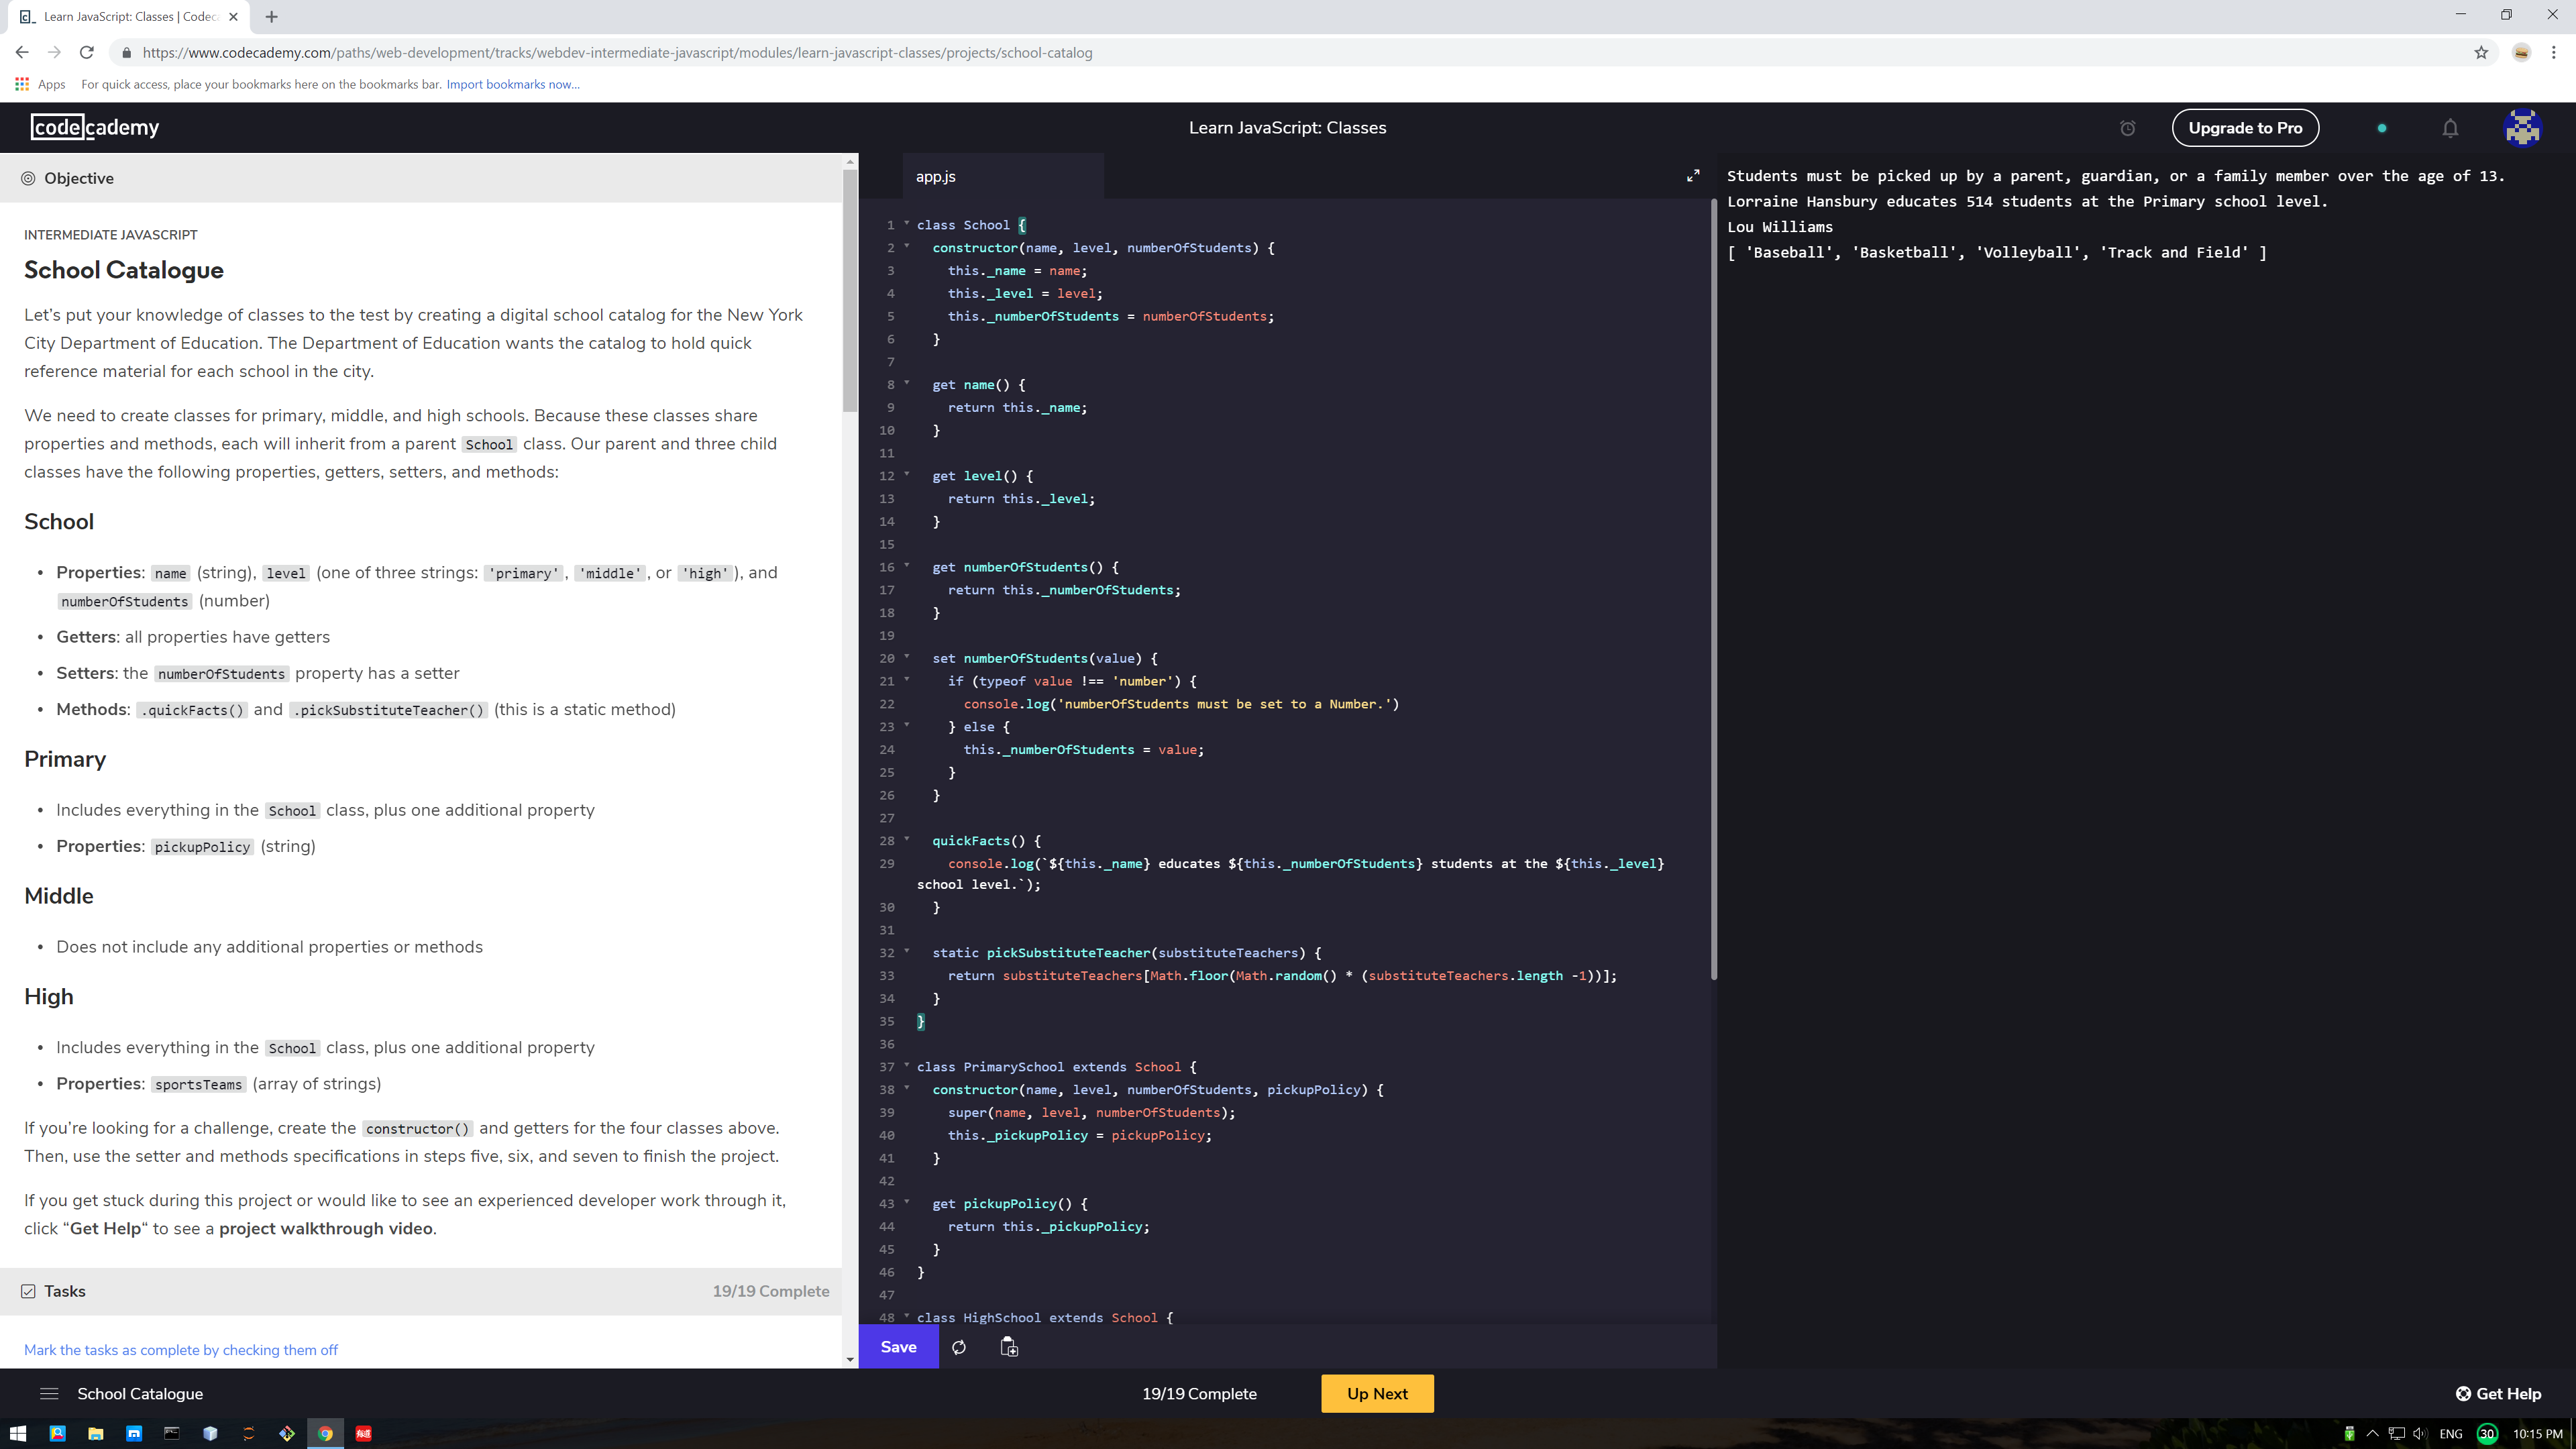 Learn JavaScript: Classes | Codec
https://www.codecademy.com/paths/web-development/tracks/webdev-intermediate-javascript/modules/learn-javascript-classes/projects/school-catalog
Apps For quick access, place your bookmarks here on the bookmarks bar. Import bookmarks now...
codecademy
Learn JavaScript: Classes
Upgrade to Pro
Objective
INTERMEDIATE JAVASCRIPT
School Catalogue
Let's put your knowledge of classes to the test by creating a digital school catalog for the New York
City Department of Education. The Department of Education wants the catalog to hold quick
reference material for each school in the city.
We need to create classes for primary, middle, and high schools. Because these classes share
properties and methods, each will inherit from a parent School class. Our parent and three child
classes have the following properties, getters, setters, and methods:
School
• Properties: name (string), level (one of three strings: 'primary', 'middle', or 'high'), and
numberOfStudents (number)
• Getters: all properties have getters
• Setters: the numberOfStudents property has a setter
• Methods: .quickFacts() and .pickSubstituteTeacher() (this is a static method)
Primary
• Includes everything in the School class, plus one additional property
• Properties: pickupPolicy (string)
Middle
• Does not include any additional properties or methods
High
• Includes everything in the School class, plus one additional property
• Properties: sportsTeams (array of strings)
If you're looking for a challenge, create the constructor() and getters for the four classes above.
Then, use the setter and methods specifications in steps five, six, and seven to finish the project.
If you get stuck during this project or would like to see an experienced developer work through it,
click “Get Help“ to see a project walkthrough video.
Tasks 19/19 Complete
Mark the tasks as complete by checking them off
app.js
1 class School {
2 constructor(name, level, numberOfStudents) {
3 this._name = name;
4 this._level = level;
5 this._numberOfStudents = numberOfStudents;
6 }
7
8 get name() {
9 return this._name;
10 }
11
12 get level() {
13 return this._level;
14 }
15
16 get numberOfStudents() {
17 return this._numberOfStudents;
18 }
19
20 set numberOfStudents(value) {
21 if (typeof value !== 'number') {
22 console.log('numberOfStudents must be set to a Number.')
23 } else {
24 this._numberOfStudents = value;
25 }
26 }
27
28 quickFacts() {
29 console.log(`${this._name} educates ${this._numberOfStudents} students at the ${this._level}
school level.`);
30 }
31
32 static pickSubstituteTeacher(substituteTeachers) {
33 return substituteTeachers[Math.floor(Math.random() * (substituteTeachers.length -1))];
34 }
35 }
36
37 class PrimarySchool extends School {
38 constructor(name, level, numberOfStudents, pickupPolicy) {
39 super(name, level, numberOfStudents);
40 this._pickupPolicy = pickupPolicy;
41 }
42
43 get pickupPolicy() {
44 return this._pickupPolicy;
45 }
46 }
47
48 class HighSchool extends School {
Save
Students must be picked up by a parent, guardian, or a family member over the age of 13.
Lorraine Hansbury educates 514 students at the Primary school level.
Lou Williams
[ 'Baseball', 'Basketball', 'Volleyball', 'Track and Field' ]
School Catalogue
19/19 Complete
Up Next
Get Help
ENG 30 10:15 PM